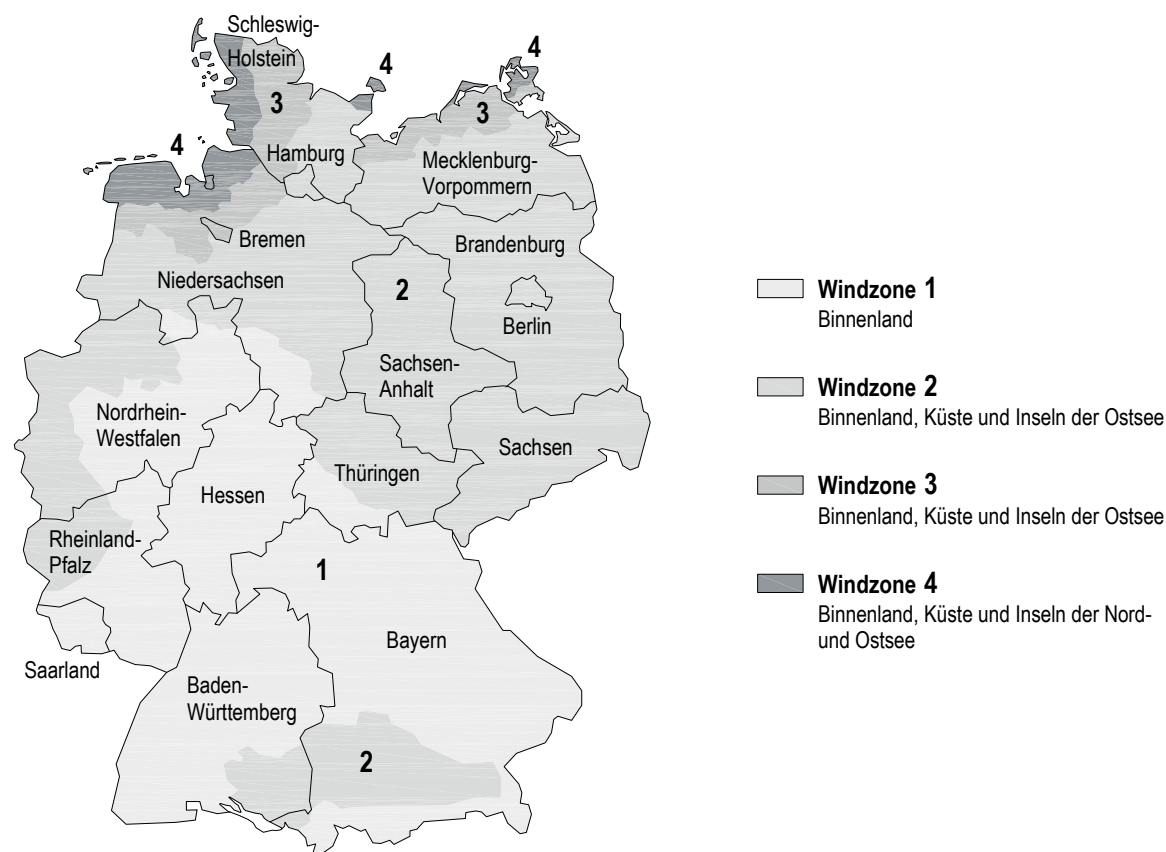 Schleswig-
Holstein
4
4
4
3
3
4
Hamburg
Mecklenburg-
Vorpommern
Bremen
Brandenburg
Niedersachsen
2
Berlin
Sachsen-
Anhalt
Nordrhein-
Westfalen
Sachsen
Thüringen
Hessen
Rheinland-
Pfalz
1
Bayern
Saarland
Baden-
Württemberg
2
Windzone 1
Binnenland
Windzone 2
Binnenland, Küste und Inseln der Ostsee
Windzone 3
Binnenland, Küste und Inseln der Ostsee
Windzone 4
Binnenland, Küste und Inseln der Nord-
und Ostsee